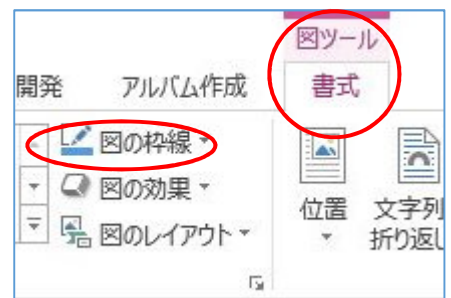 図ツール
開発 アルバム作成 書式
図の枠線
図の効果
図のレイアウト
位置 文字列
折り返し